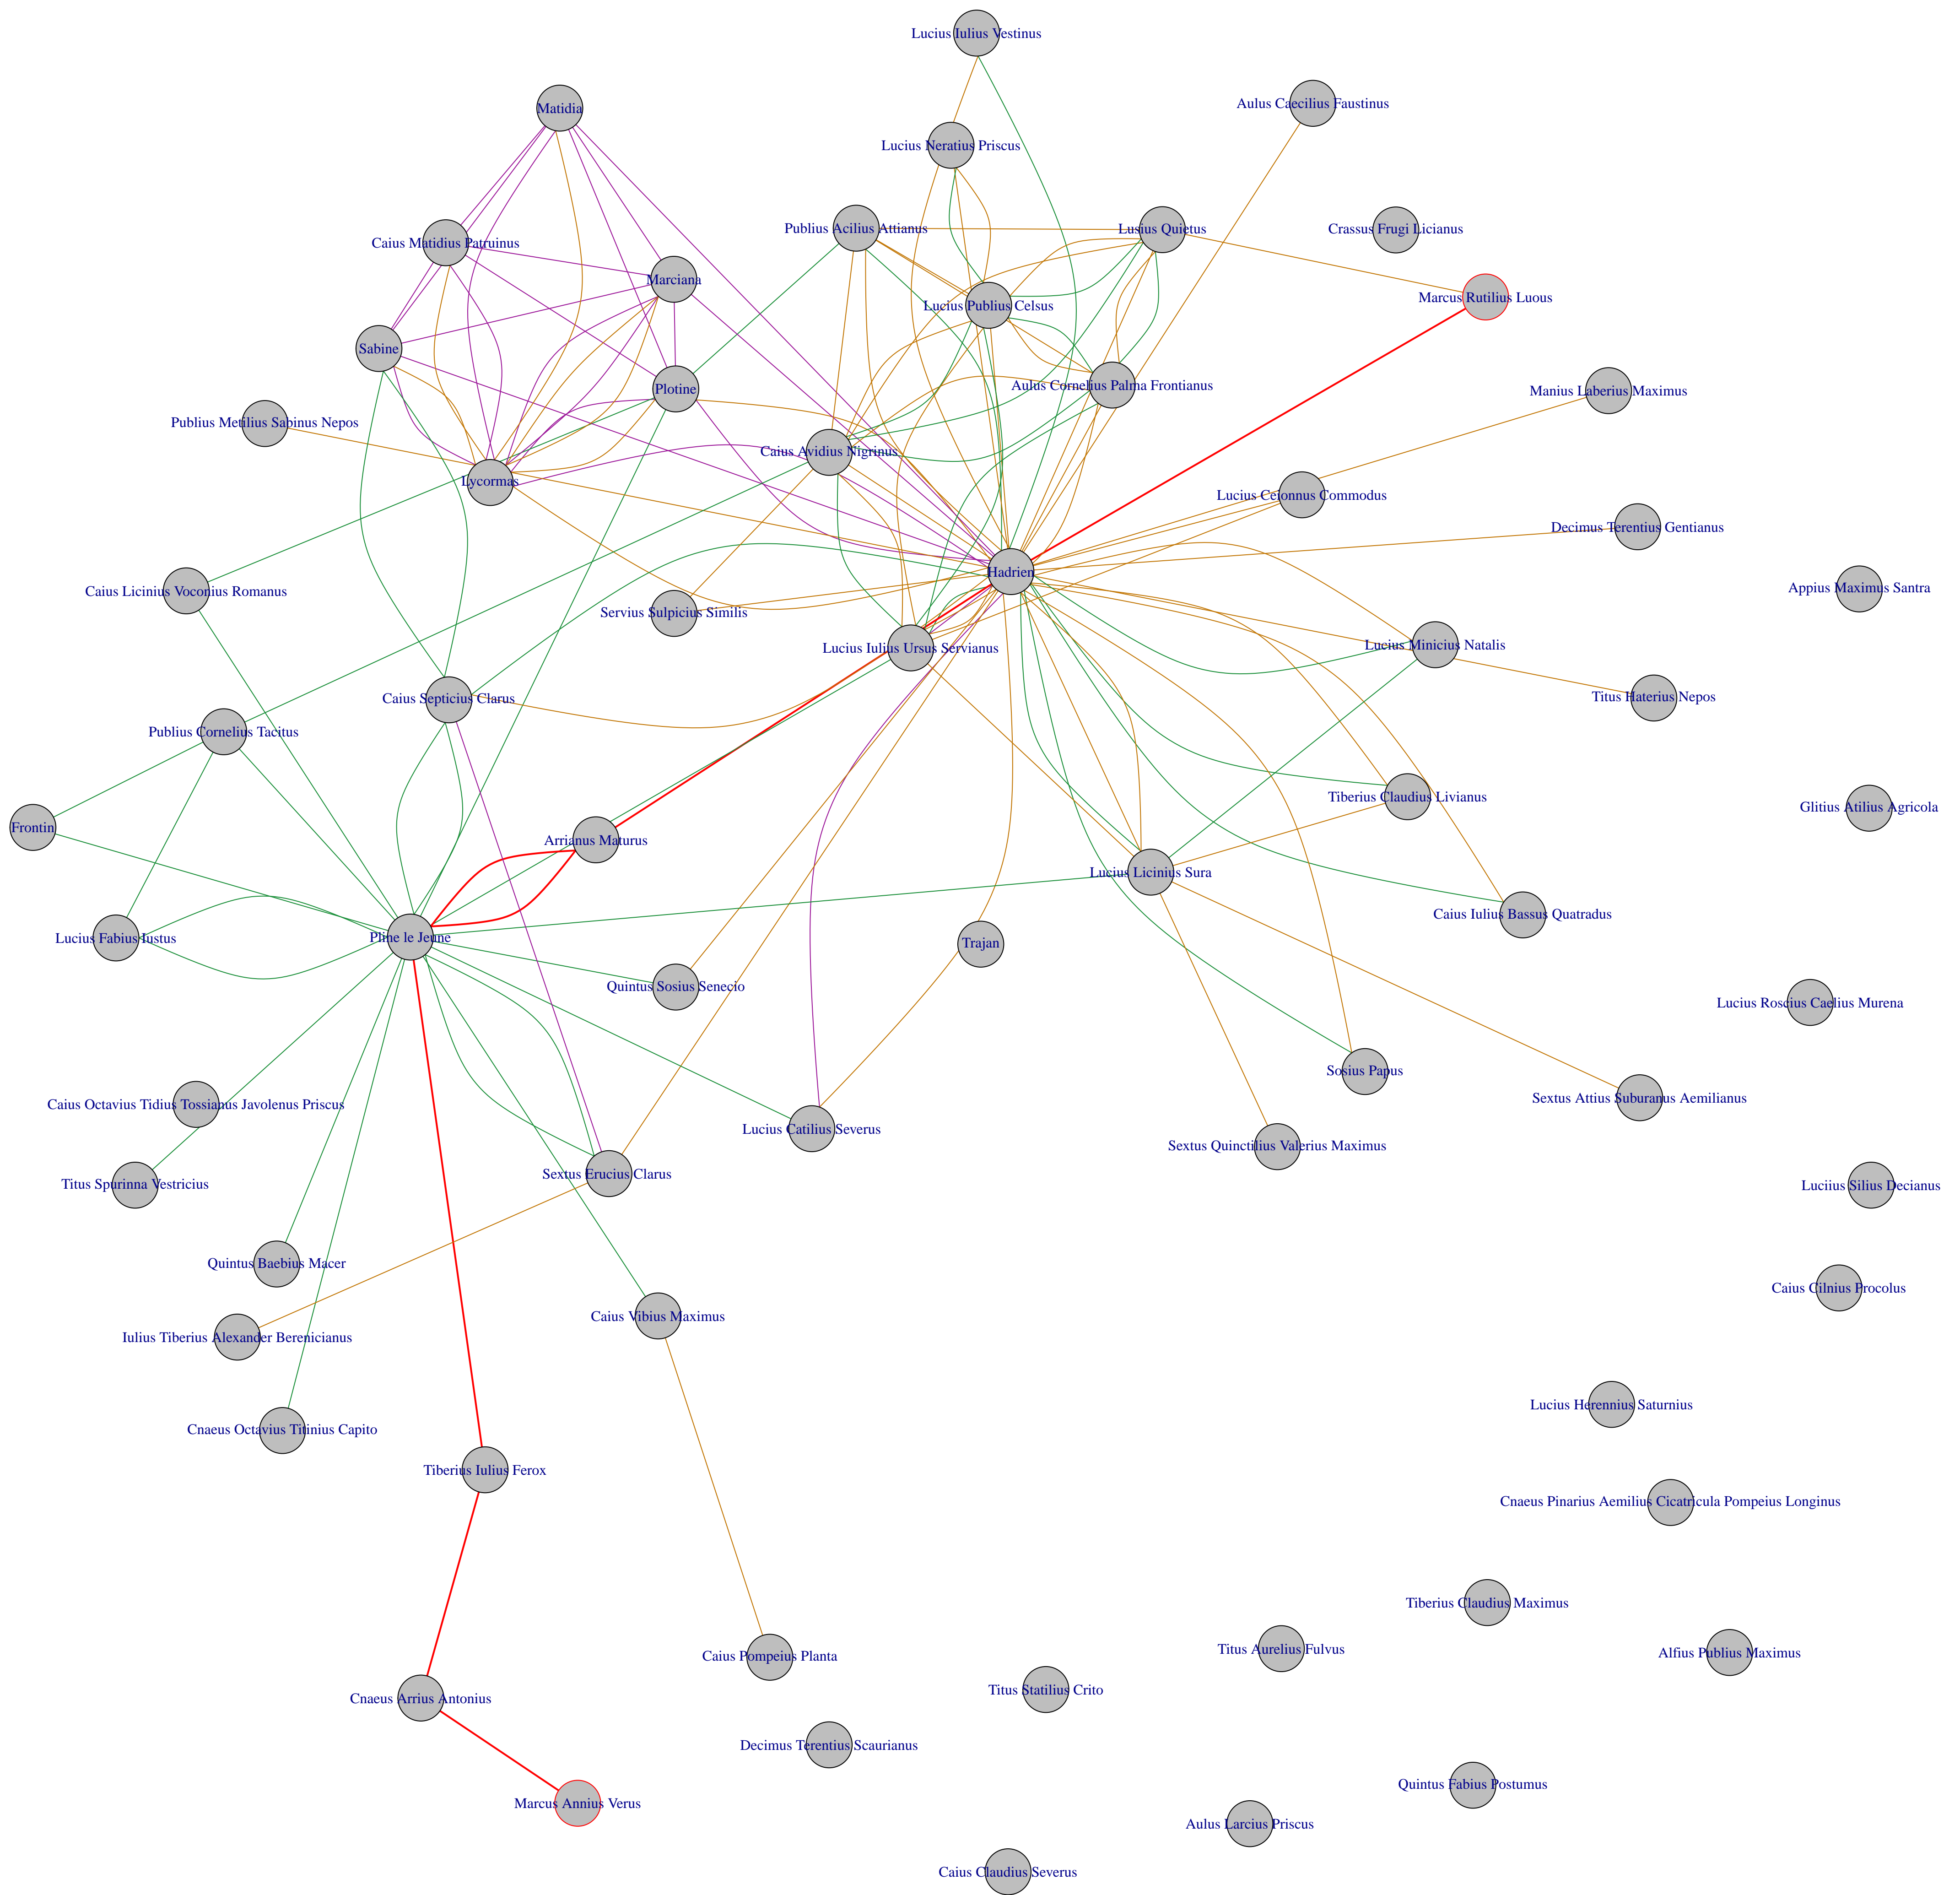 Lucius Iulius Vestinus
Matidia
Aulus Caecilius Faustinus
Lucius Neratius Priscus
Caius Matidius Patruinus
Publius Acilius Attianus
Lusius Quietus
Crassus Frugi Licianus
Marciana
Lucius Publius Celsus
Marcus Rutilius Luous
Sabine
Plotine
Aulus Cornelius Palma Frontianus
Manius Laberius Maximus
Publius Metilius Sabinus Nepos
Caius Avidius Nigrinus
Lycormas
Lucius Ceionnus Commodus
Decimus Terentius Gentianus
Hadrien
Caius Licinius Voconius Romanus
Appius Maximus Santra
Servius Sulpicius Similis
Lucius Iulius Ursus Servianus
Lucius Minicius Natalis
Caius Septicius Clarus
Titus Haterius Nepos
Publius Cornelius Tacitus
Tiberius Claudius Livianus
Glitius Atilius Agricola
Frontin
Arrianus Maturus
Lucius Licinius Sura
Caius Iulius Bassus Quatradus
Lucius Fabius Iustus
Pline le Jeune
Trajan
Quintus Sosius Senecio
Lucius Roscius Caelius Murena
Sosius Papus
Caius Octavius Tidius Tossianus Javolenus Priscus
Sextus Attius Suburanus Aemilianus
Lucius Catilius Severus
Sextus Quinctilius Valerius Maximus
Sextus Erucius Clarus
Titus Spurinna Vestricius
Luciius Silius Decianus
Quintus Baebius Macer
Caius Cilnius Procolus
Caius Vibius Maximus
Iulius Tiberius Alexander Berenicianus
Lucius Herennius Saturnius
Cnaeus Octavius Titinius Capito
Tiberius Iulius Ferox
Cnaeus Pinarius Aemilius Cicatricula Pompeius Longinus
Tiberius Claudius Maximus
Titus Aurelius Fulvus
Alfius Publius Maximus
Caius Pompeius Planta
Titus Statilius Crito
Cnaeus Arrius Antonius
Decimus Terentius Scaurianus
Quintus Fabius Postumus
Marcus Annius Verus
Aulus Larcius Priscus
Caius Claudius Severus